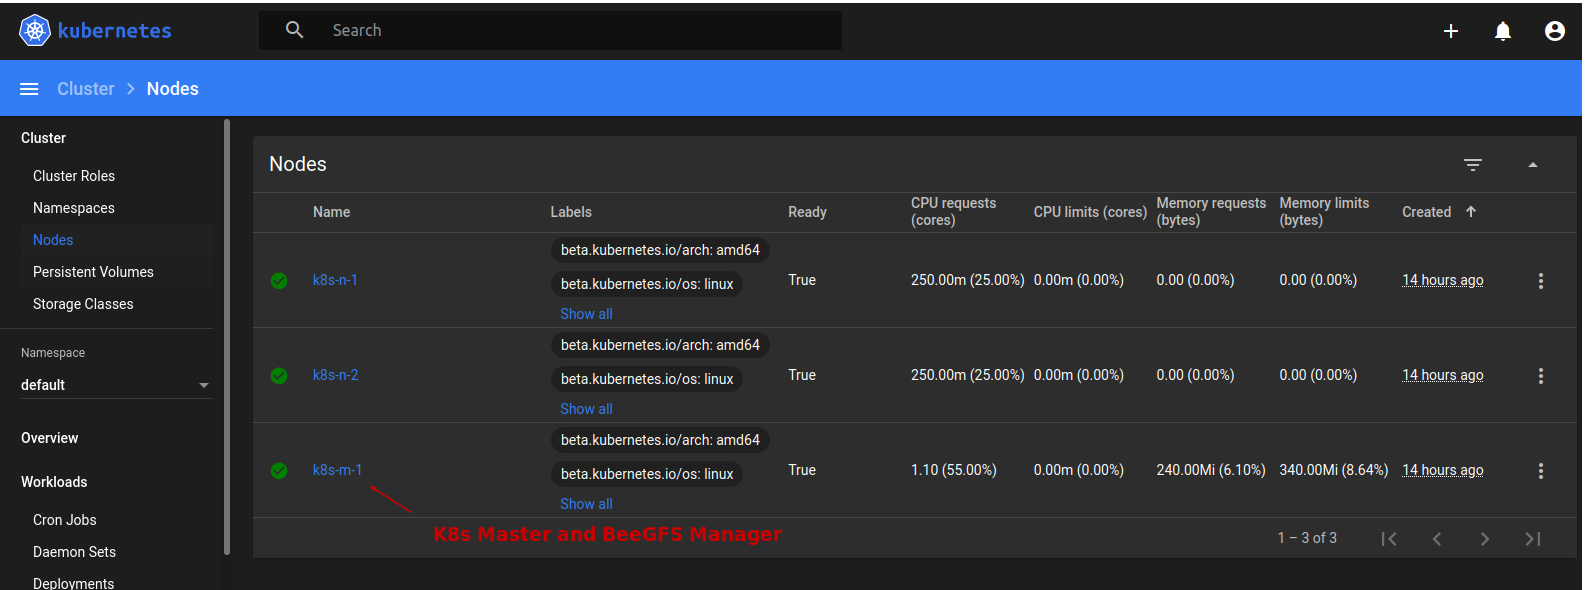 kubernetes
Search
Cluster > Nodes
Cluster
Cluster Roles
Namespaces
Nodes
Persistent Volumes
Storage Classes
Namespace
default
Overview
Workloads
Cron Jobs
Daemon Sets
Deployments
Nodes
Name Labels Ready CPU requests (cores) CPU limits (cores) Memory requests (bytes) Memory limits (bytes) Created
k8s-n-1 beta.kubernetes.io/arch: amd64 True 250.00m (25.00%) 0.00m (0.00%) 0.00 (0.00%) 0.00 (0.00%) 14 hours ago
beta.kubernetes.io/os: linux
Show all
k8s-n-2 beta.kubernetes.io/arch: amd64 True 250.00m (25.00%) 0.00m (0.00%) 0.00 (0.00%) 0.00 (0.00%) 14 hours ago
beta.kubernetes.io/os: linux
Show all
k8s-m-1 beta.kubernetes.io/arch: amd64 True 1.10 (55.00%) 0.00m (0.00%) 240.00Mi (6.10%) 340.00Mi (8.64%) 14 hours ago
beta.kubernetes.io/os: linux
Show all
K8s Master and BeeGFS Manager
1 – 3 of 3